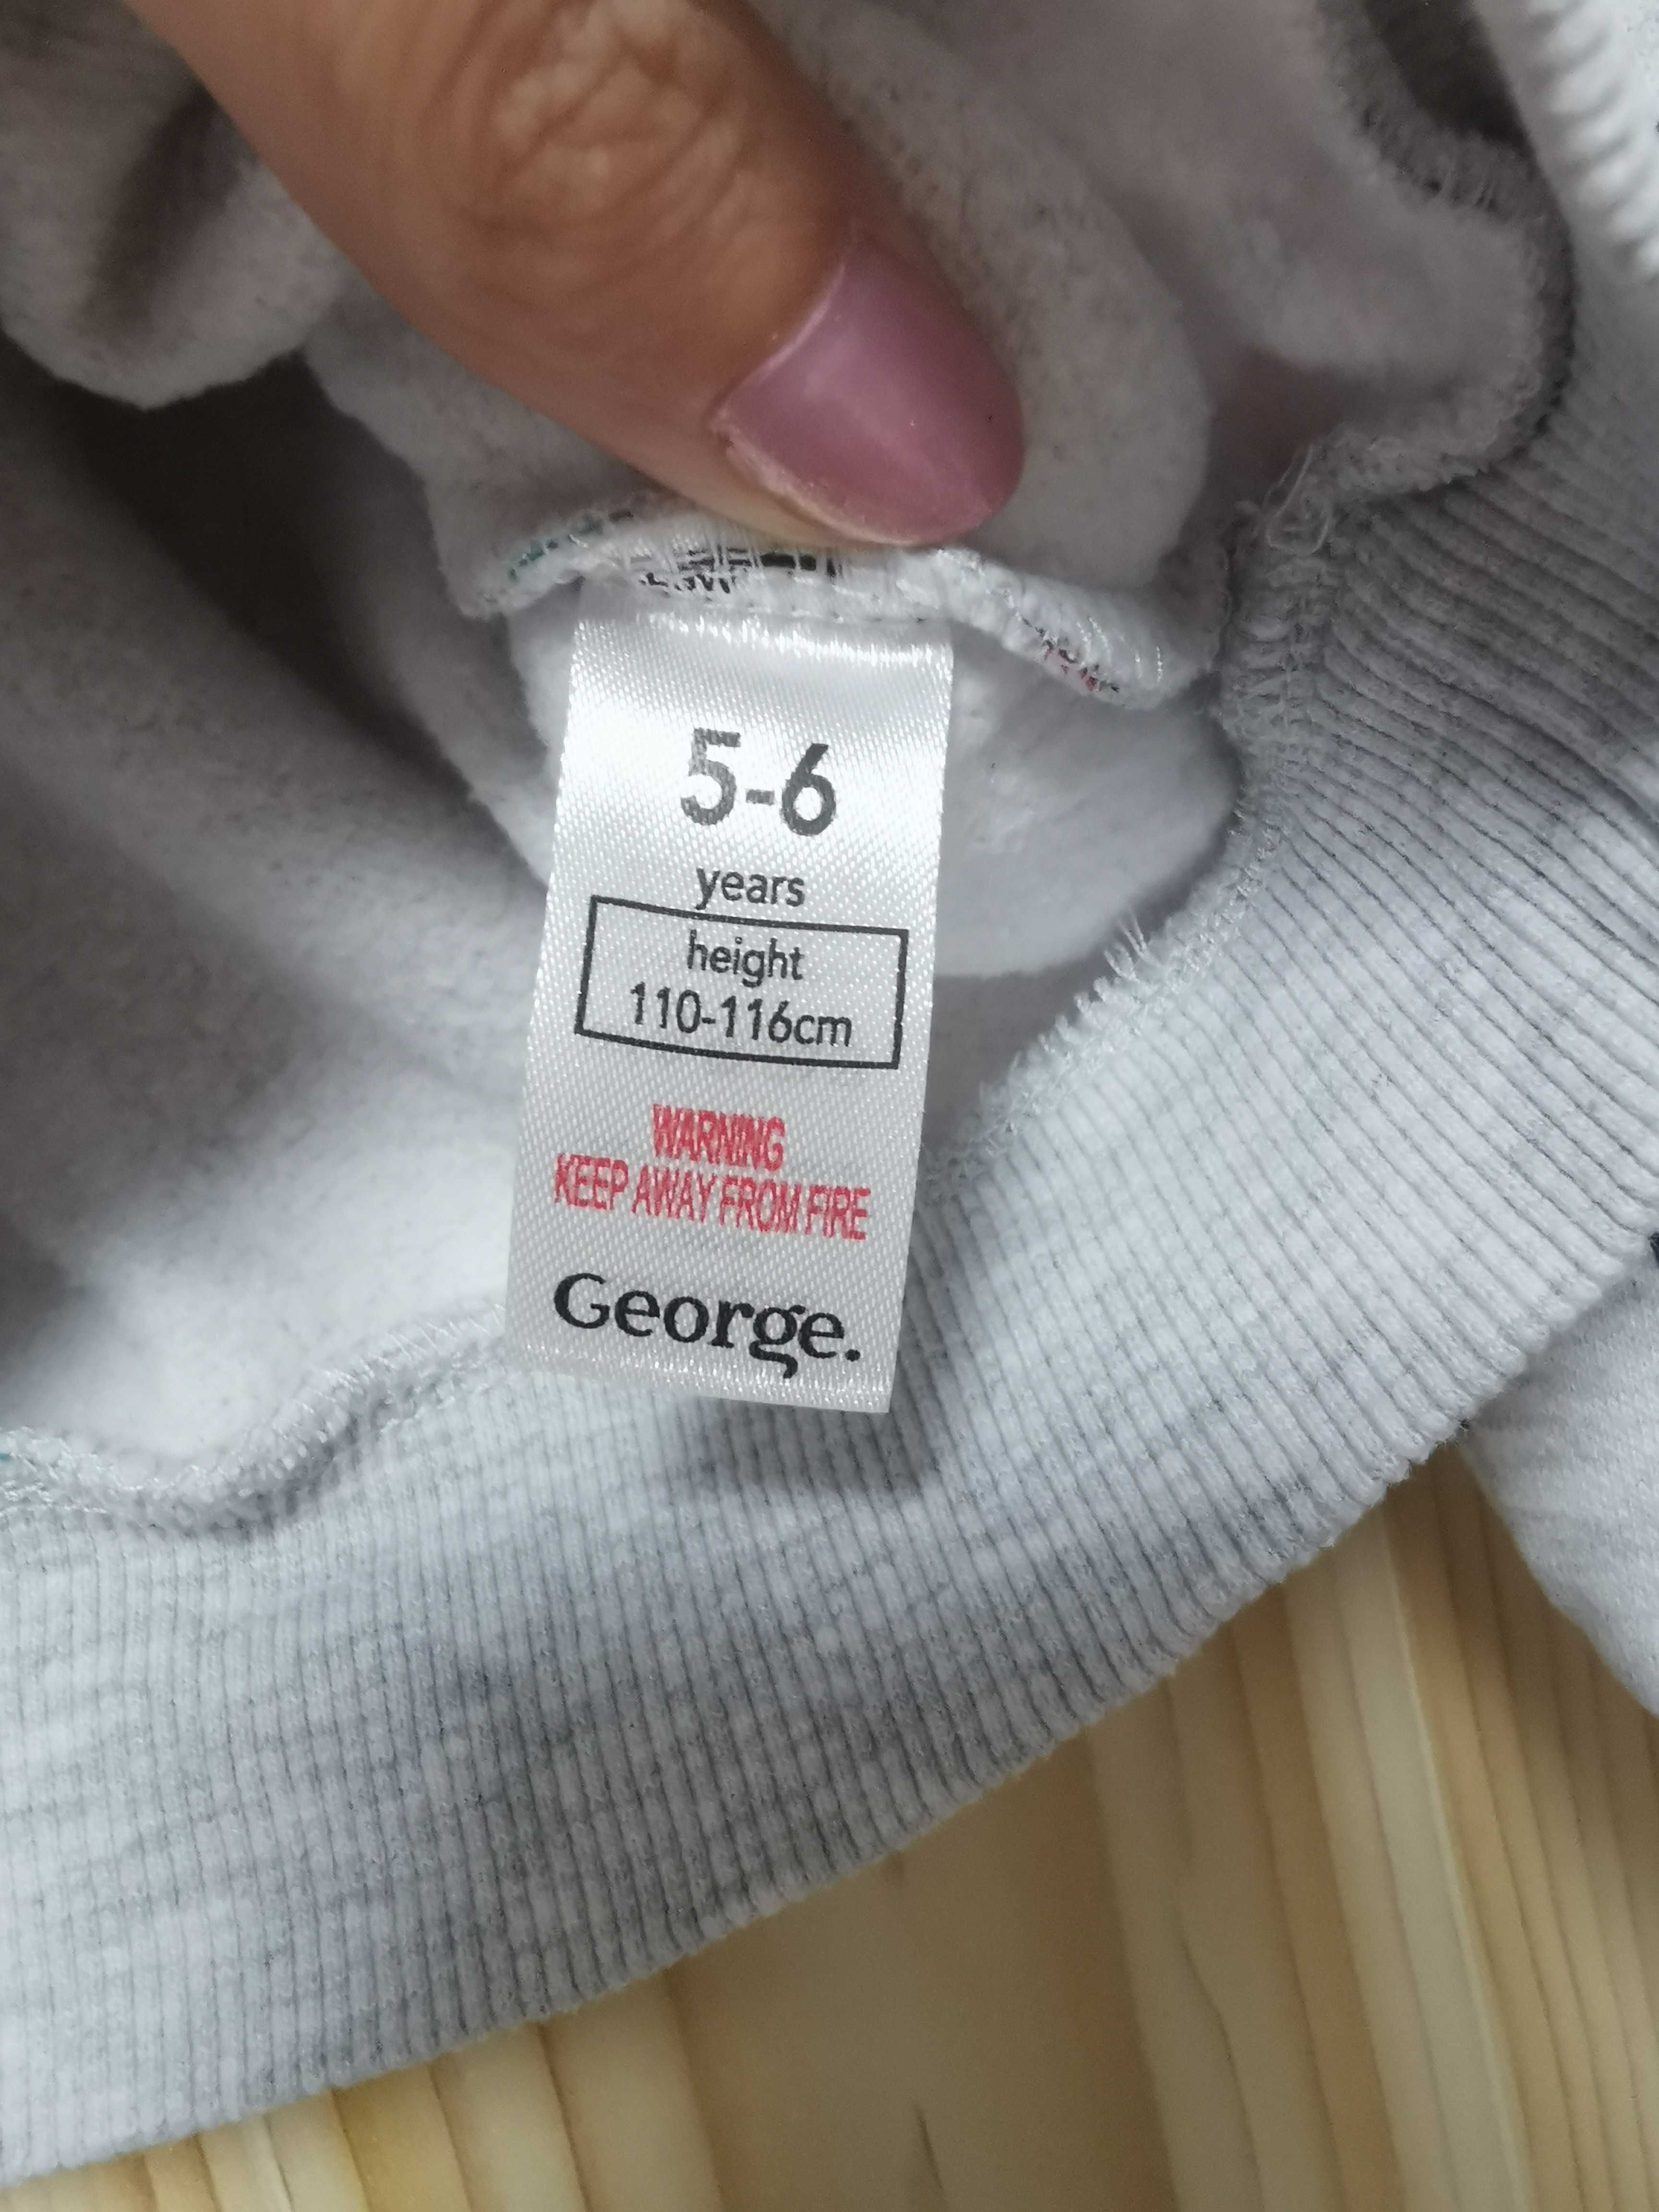 5-6
years
height
110-116cm
WARNING
KEEP AWAY FROM FIRE
George.